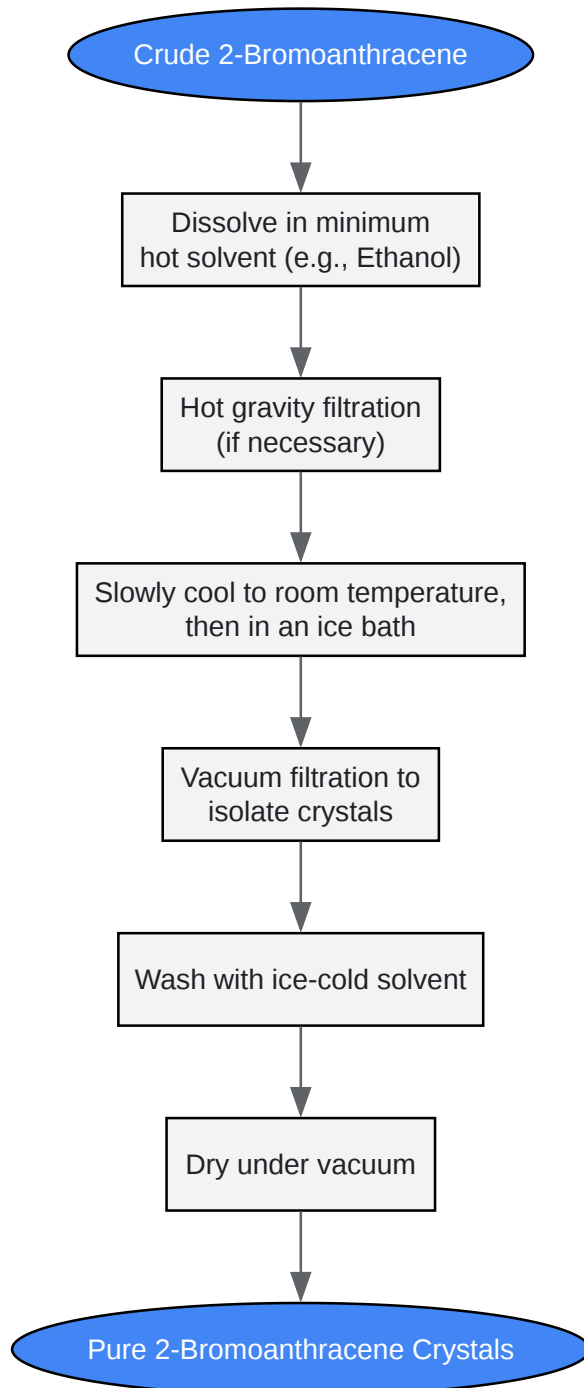 Crude 2-Bromoanthracene
Dissolve in minimum
hot solvent (e.g., Ethanol)
Hot gravity filtration
(if necessary)
Slowly cool to room temperature,
then in an ice bath
Vacuum filtration to
isolate crystals
Wash with ice-cold solvent
Dry under vacuum
Pure 2-Bromoanthracene Crystals